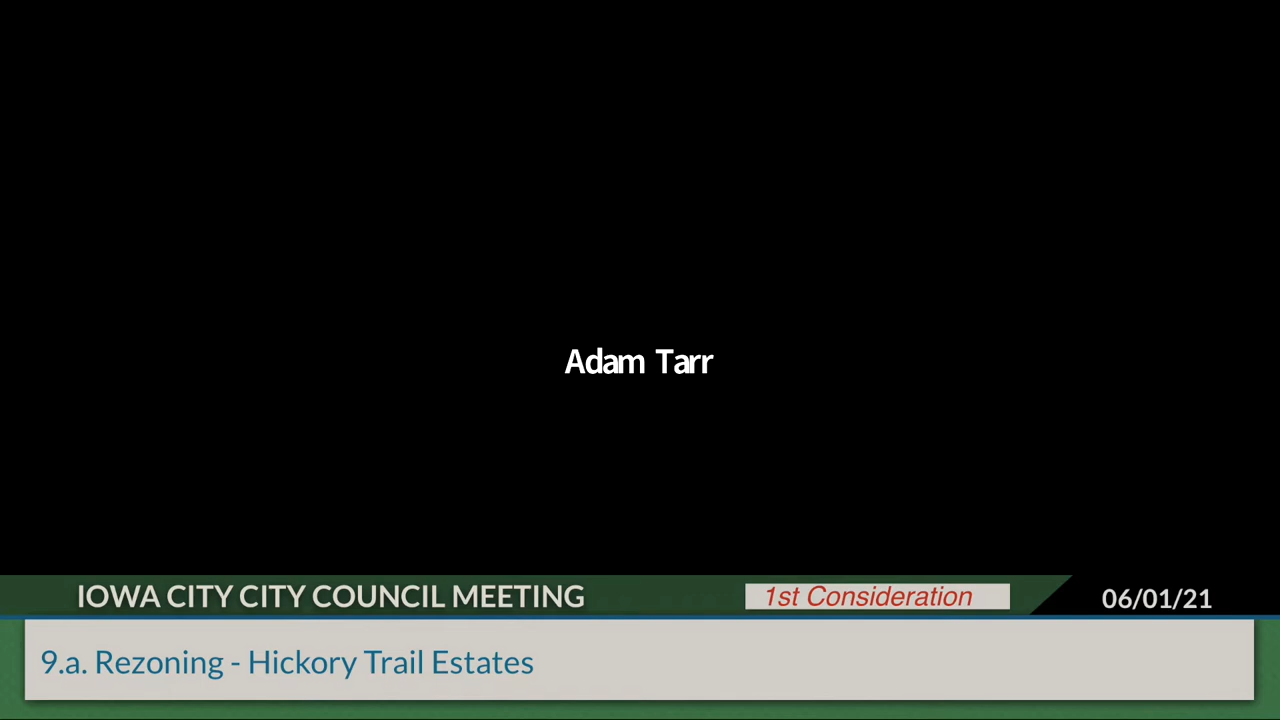 Adam Tarr
IOWA CITY CITY COUNCIL MEETING
1st Consideration
06/01/21
9.a. Rezoning - Hickory Trail Estates